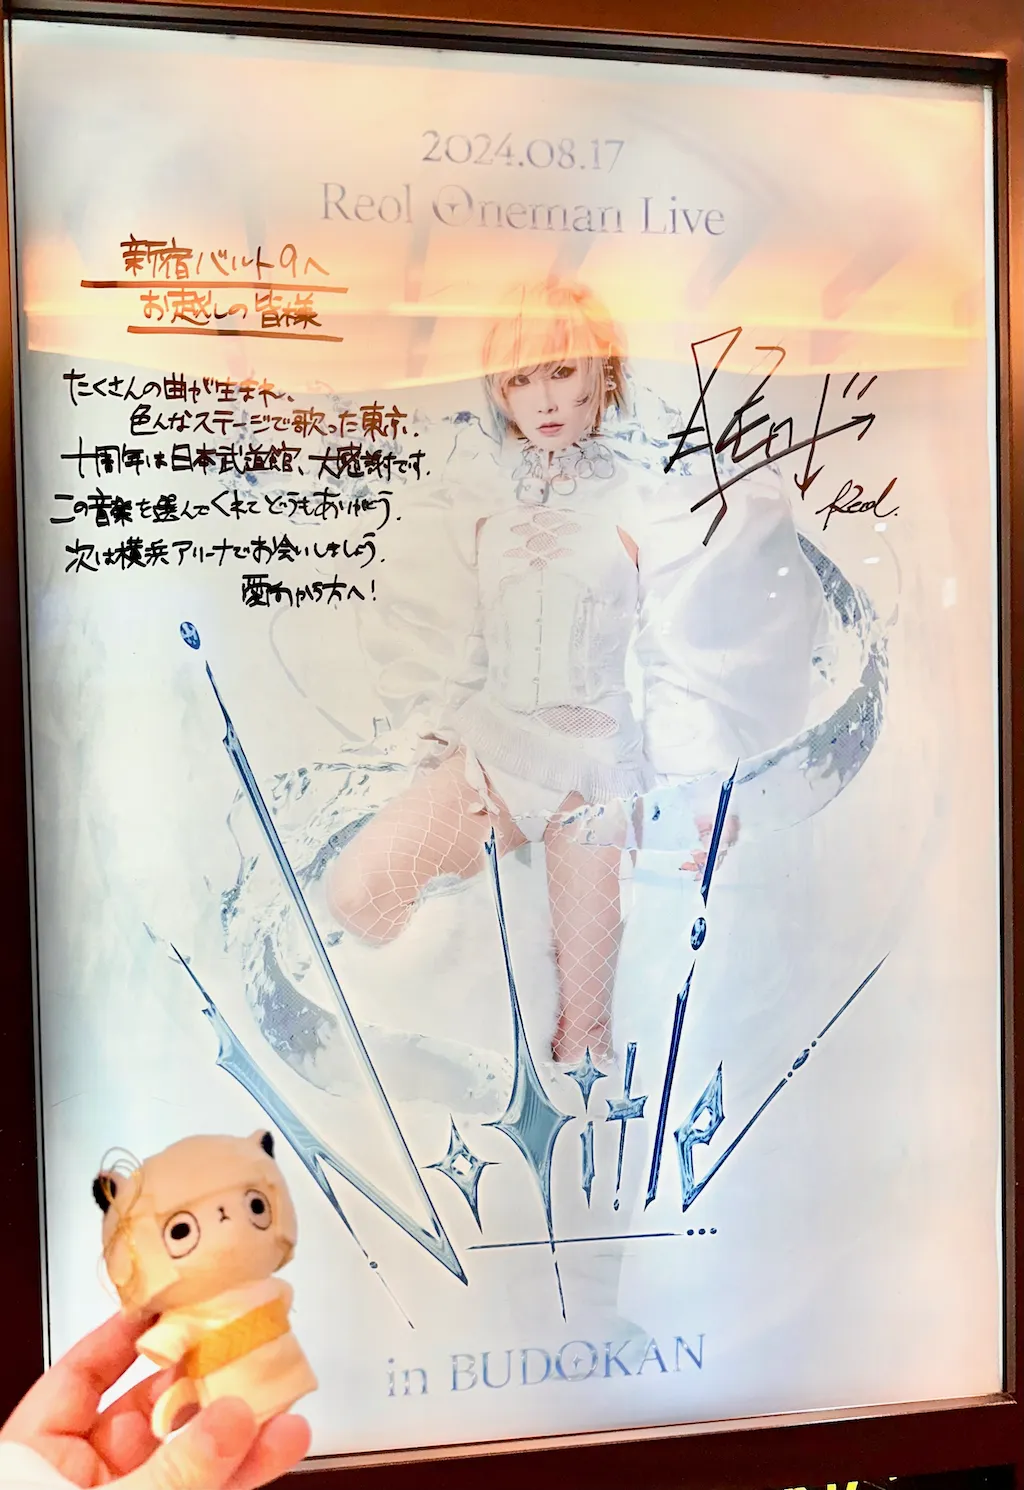 2024.08.17
Reol Oneman Live
新宿バルト9へ
お越しの皆様
たくさんの曲が生まれ、
色んなステージで歌った東京、
十周年は日本武道館、大感謝です。
この音楽を選んでくれてどうもありがとう。
次は横浜アリーナでお会いしましょう。
愛わかち方へ!
Reol.
No title
in BUDOKAN